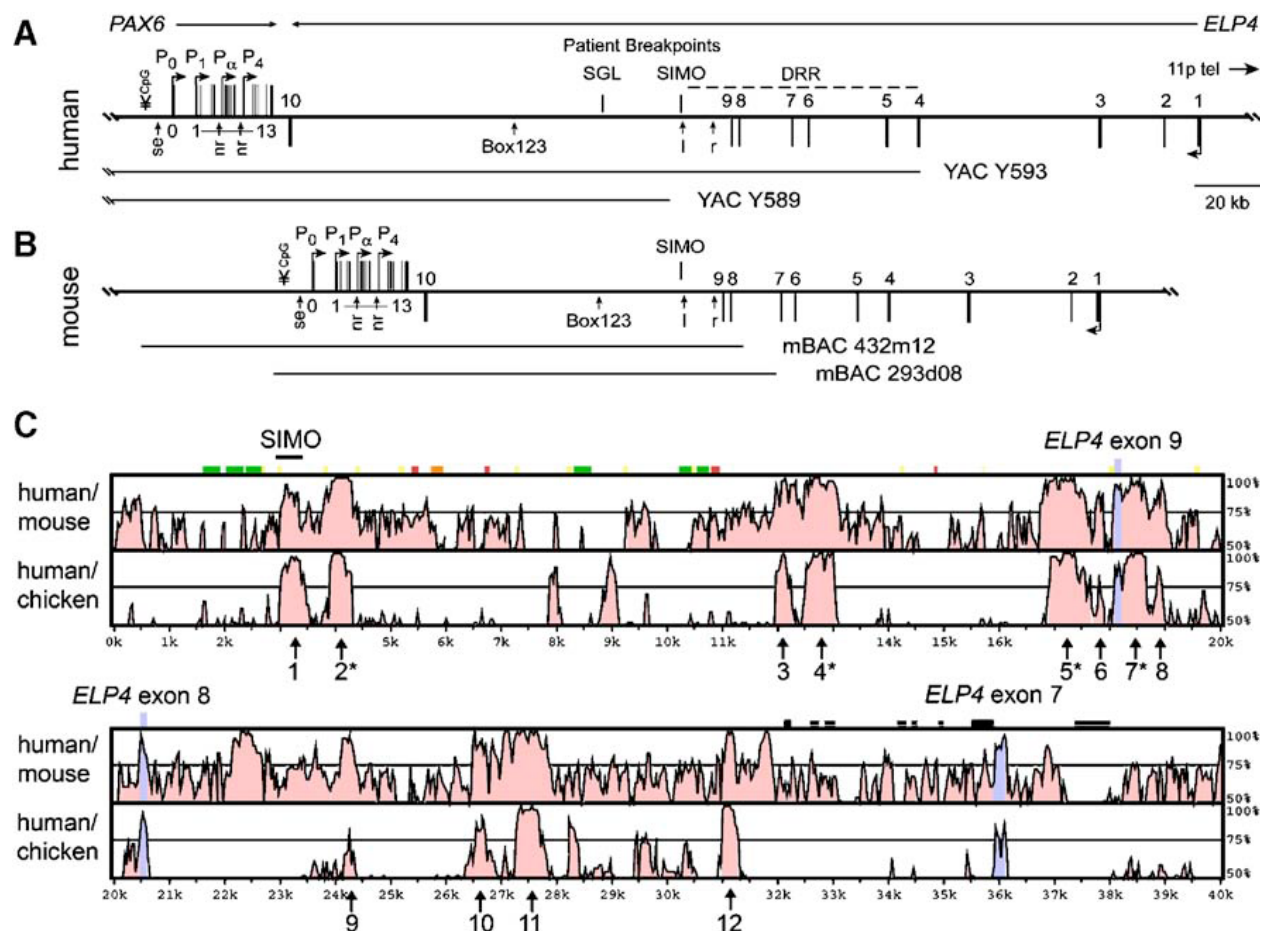 A
PAX6
ELP4
Patient Breakpoints
11p tel
CpG P0 P1 Pα P4
10
SGL SIMO DRR
9 8 7 6 5 4 3 2 1
human
se 0 1 nr nr 13
Box123 I r
YAC Y593
YAC Y589
20 kb
B
CpG P0 P1 Pα P4
10
SIMO
9 8 7 6 5 4 3 2 1
mouse
se 0 1 nr nr 13
Box123 I r
mBAC 432m12
mBAC 293d08
C
SIMO
ELP4 exon 9
human/
mouse
100%
75%
50%
human/
chicken
100%
75%
50%
0k 1k 2k 5k 6k 7k 8k 9k 10k 11k 14k 15k 16k 19k 20k
1 2* 3 4* 5* 6 7* 8
ELP4 exon 8
ELP4 exon 7
human/
mouse
100%
75%
50%
human/
chicken
100%
75%
50%
20k 21k 22k 23k 24k 25k 26k 27k 28k 29k 30k 32k 33k 34k 35k 36k 37k 38k 39k 40k
9 10 11 12